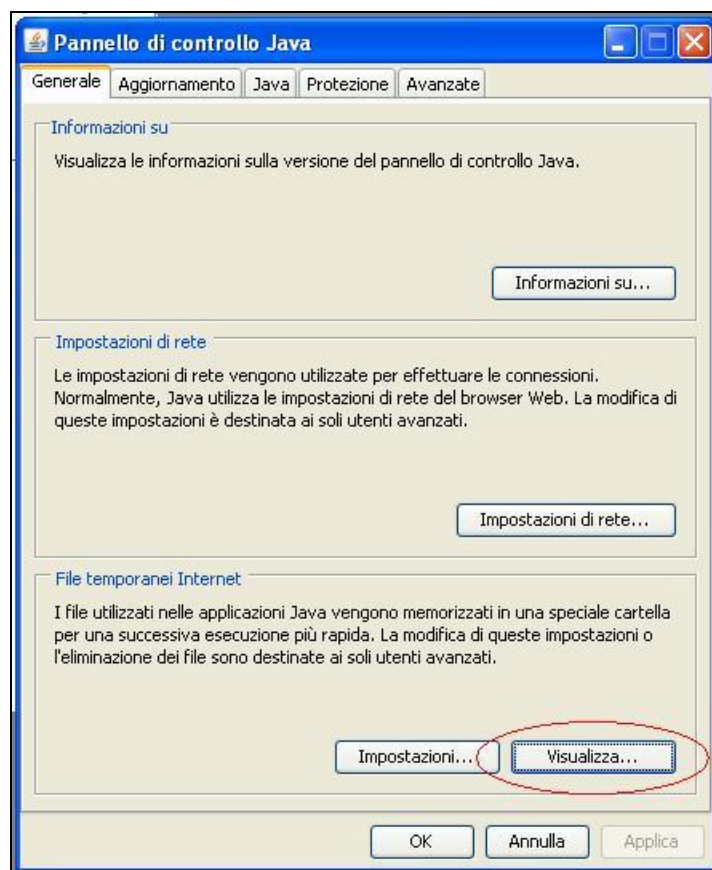 Pannello di controllo Java
Generale Aggiornamento Java Protezione Avanzate
Informazioni su
Visualizza le informazioni sulla versione del pannello di controllo Java.
Informazioni su...
Impostazioni di rete
Le impostazioni di rete vengono utilizzate per effettuare le connessioni.
Normalmente, Java utilizza le impostazioni di rete del browser Web. La modifica di
queste impostazioni è destinata ai soli utenti avanzati.
Impostazioni di rete...
File temporanei Internet
I file utilizzati nelle applicazioni Java vengono memorizzati in una speciale cartella
per una successiva esecuzione più rapida. La modifica di queste impostazioni o
l'eliminazione dei file sono destinate ai soli utenti avanzati.
Impostazioni... Visualizza...
OK Annulla Applica